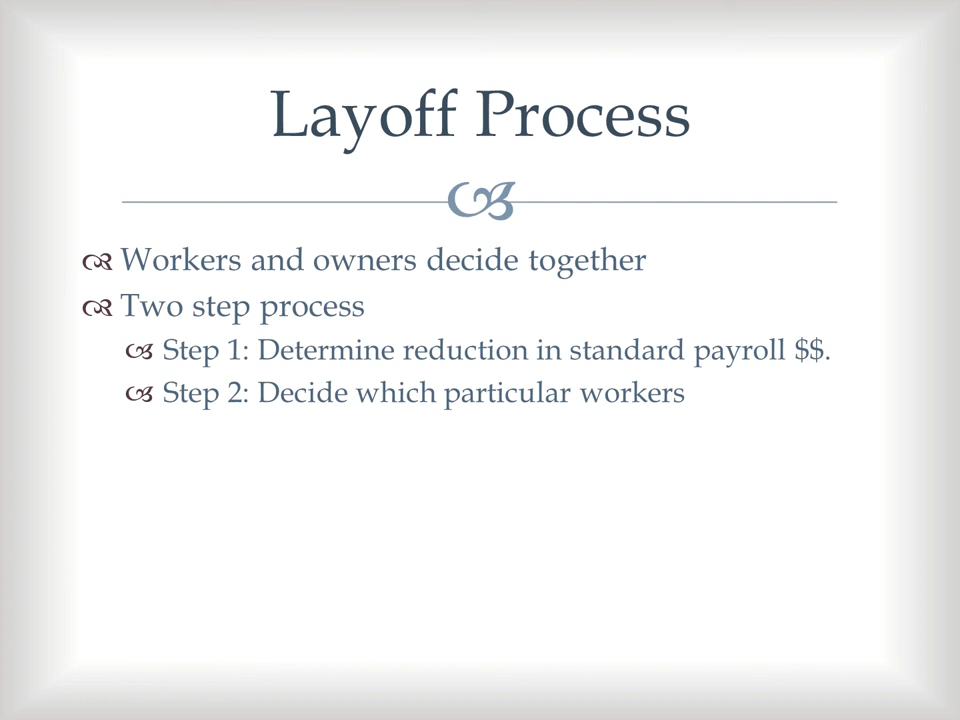 Layoff Process
Workers and owners decide together
Two step process
Step 1: Determine reduction in standard payroll $$.
Step 2: Decide which particular workers